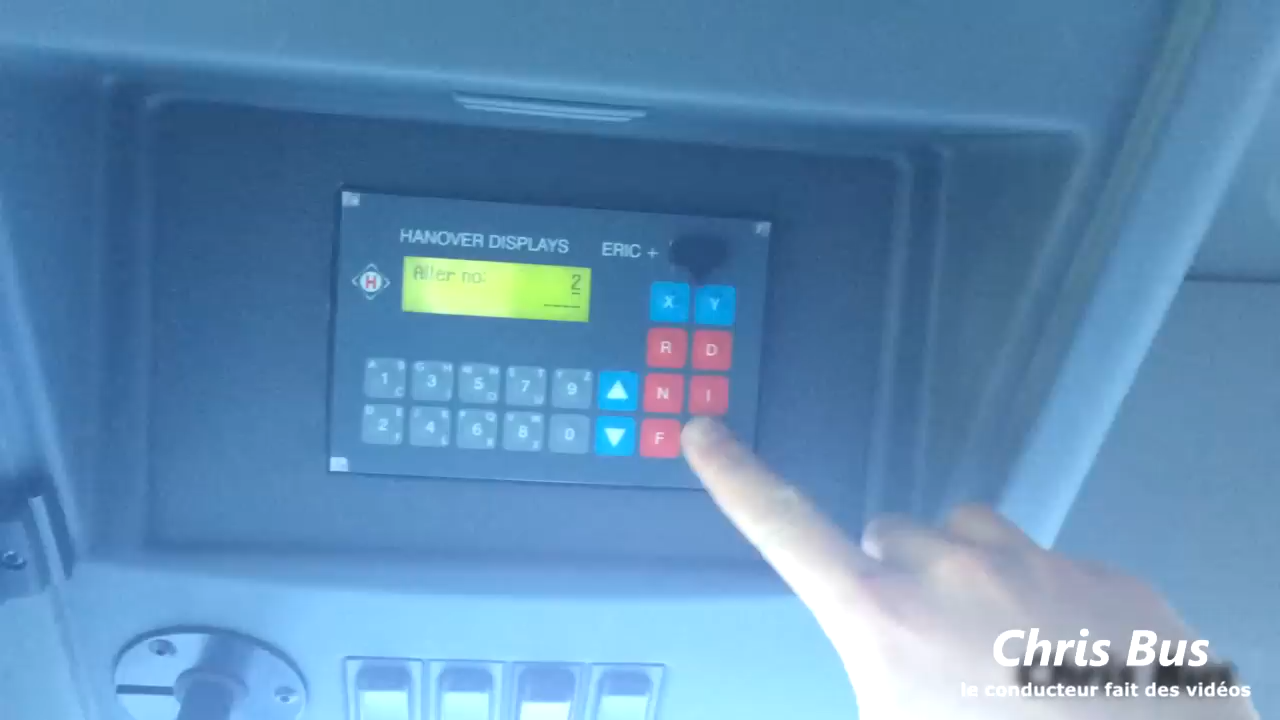 HANOVER DISPLAYS ERIC +
H
Aller no: 2
X Y
R D
1 3 5 7 9 N I
2 4 6 8 0 F
Chris Bus
le conducteur fait des vidéos